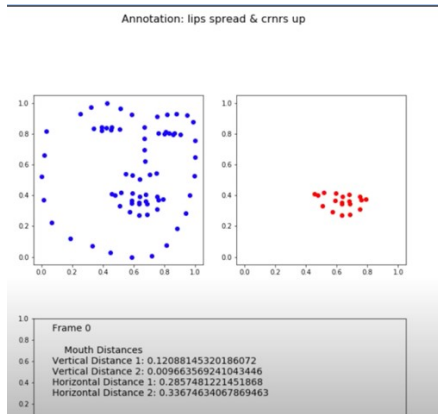 Annotation: lips spread & crnrs up
1.0
0.8
0.6
0.4
0.2
0.0
0.0 0.2 0.4 0.6 0.8 1.0
1.0
0.8
0.6
0.4
0.2
0.0
0.0 0.2 0.4 0.6 0.8 1.0
1.0
0.8
0.6
0.4
0.2
Frame 0
Mouth Distances
Vertical Distance 1: 0.12088145320186072
Vertical Distance 2: 0.009663569241043446
Horizontal Distance 1: 0.2857481221451868
Horizontal Distance 2: 0.33674634067869463